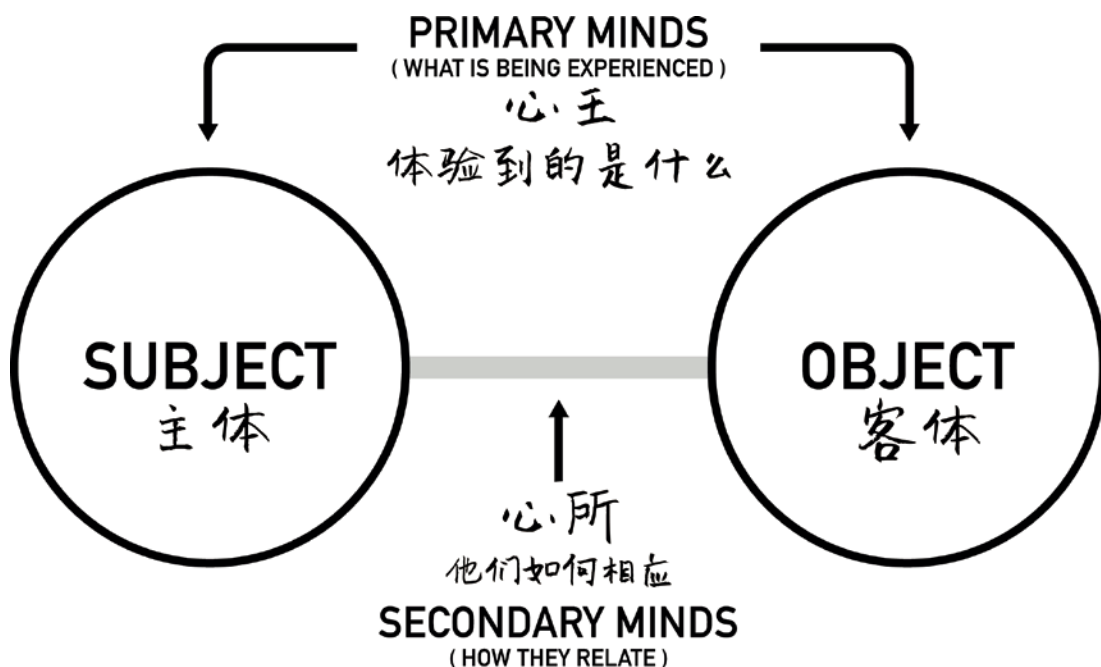 PRIMARY MINDS
( WHAT IS BEING EXPERIENCED )
心王
体验到的是什么
SUBJECT
主体
OBJECT
客体
心所
他们如何相应
SECONDARY MINDS
( HOW THEY RELATE )